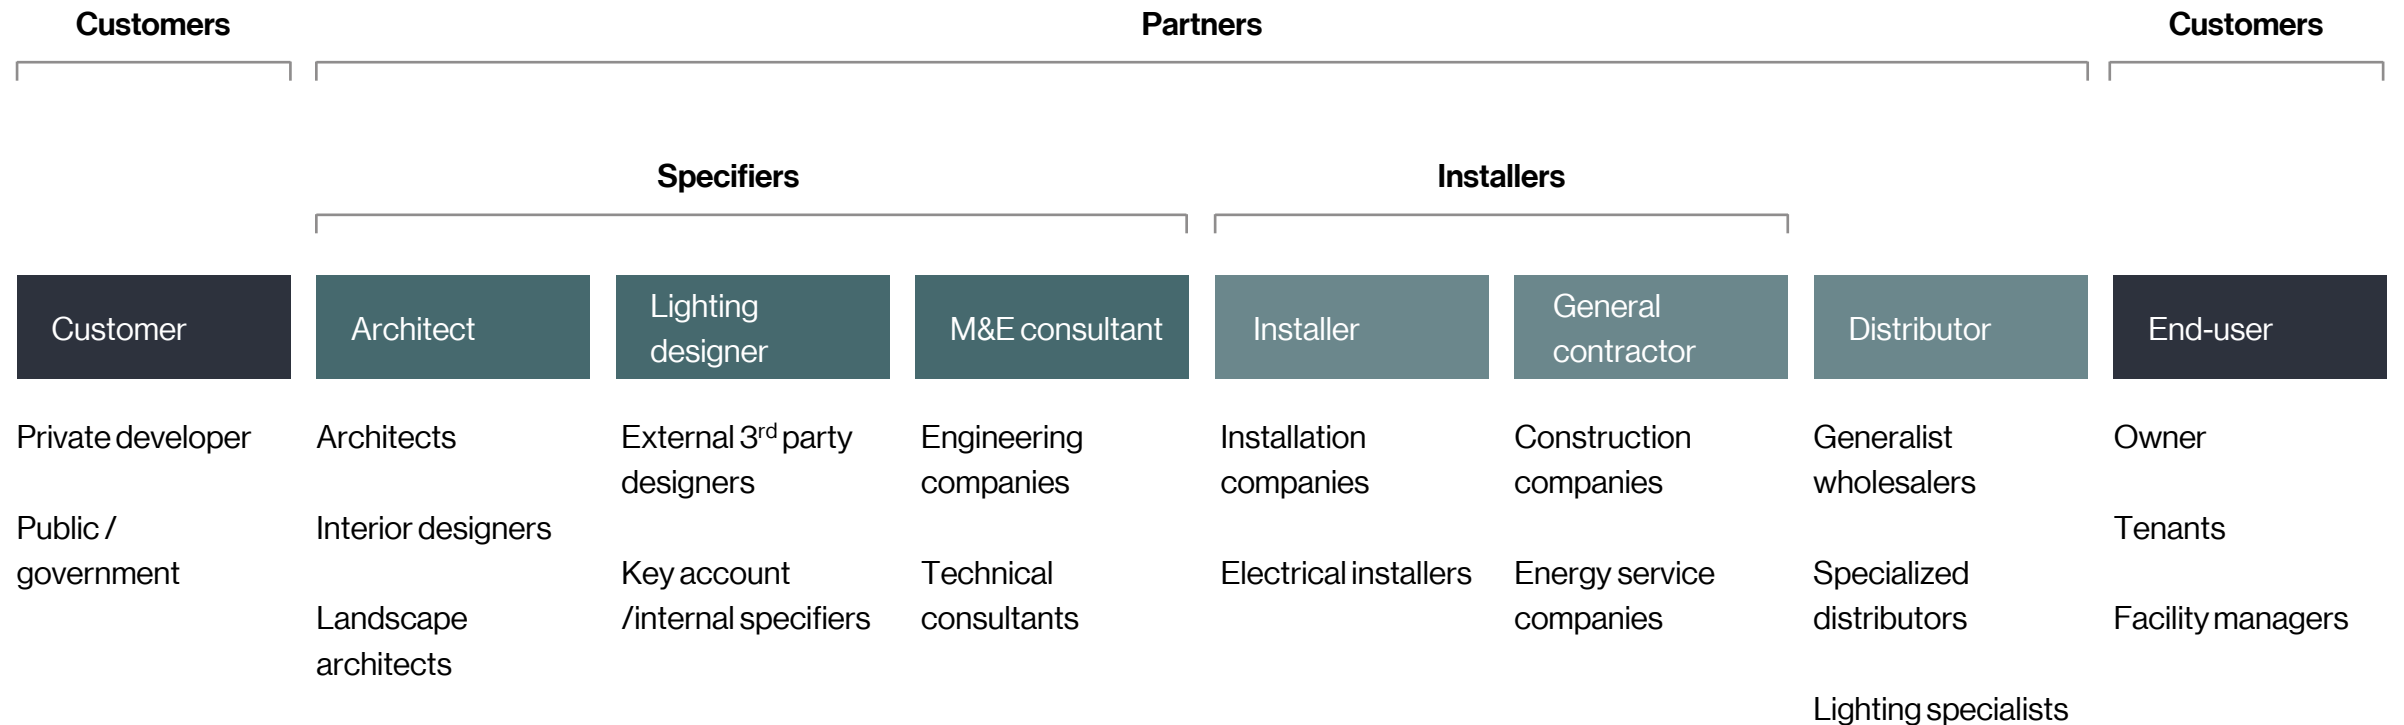 Customers
Partners
Customers
Specifiers
Installers
Customer
Architect
Lighting
designer
M&E consultant
Installer
General
contractor
Distributor
End-user
Private developer
Public /
government
Architects
Interior designers
Landscape
architects
External 3rd party
designers
Key account
/internal specifiers
Engineering
companies
Technical
consultants
Installation
companies
Electrical installers
Construction
companies
Energy service
companies
Generalist
wholesalers
Specialized
distributors
Lighting specialists
Owner
Tenants
Facility managers